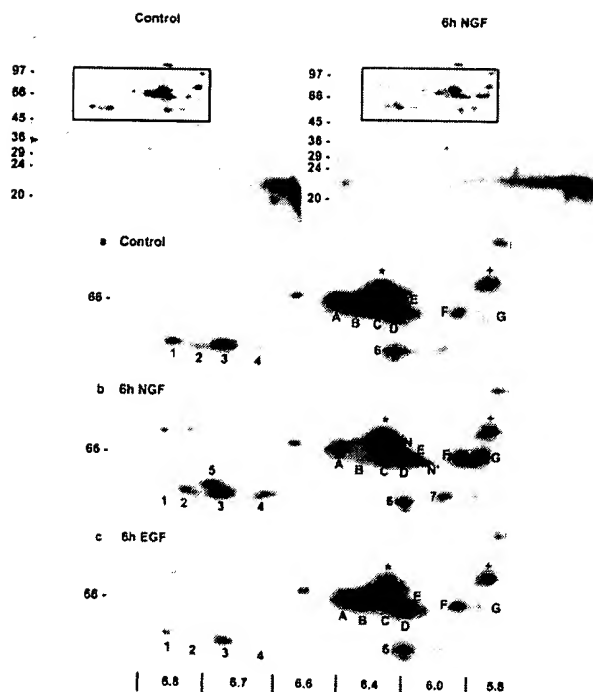 Control 6h NGF
97 - 97 -
66 - 66 -
45 - 45 -
36 - 36 -
29 - 29 -
24 - 24 -
20 - 20 -
a Control
* +
66 -
A B C D E F G
1 2 3 4 6
b 6h NGF
* +
66 -
A B C D N E N' F G
5
1 2 3 4 6 7
c 6h EGF
* +
66 -
A B C D E F G
1 2 3 4 6
| 6.8 | 6.7 | 6.6 | 6.4 | 6.0 | 5.8